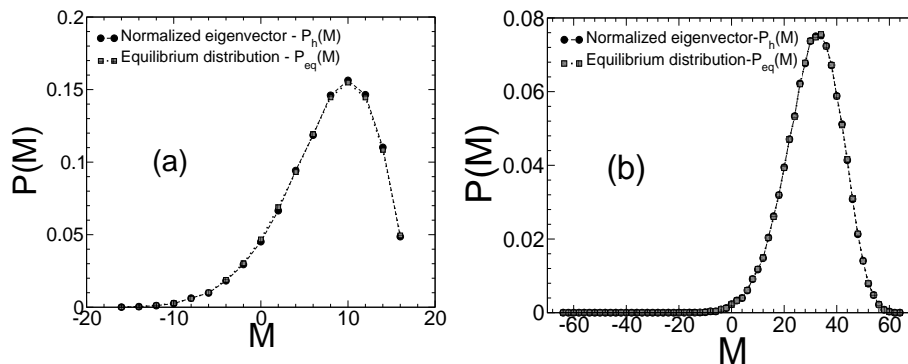 0.2
0.15
0.1
0.05
0
-20
-10
0
10
20
P(M)
M
(a)
Normalized eigenvector - P_h(M)
Equilibrium distribution - P_eq(M)
0.08
0.06
0.04
0.02
0
-60
-40
-20
0
20
40
60
P(M)
M
(b)
Normalized eigenvector-P_h(M)
Equilibrium distribution-P_eq(M)